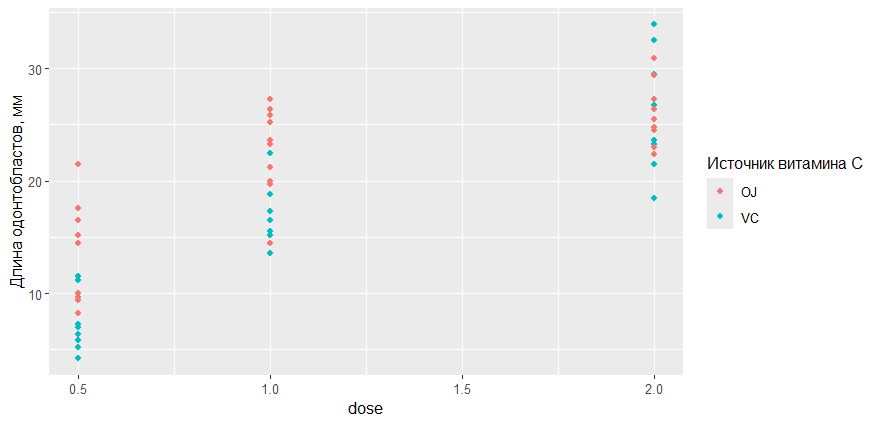 Длина одонтобластов, мм
30
20
10
0.5
1.0
1.5
2.0
dose
Источник витамина С
OJ
VC